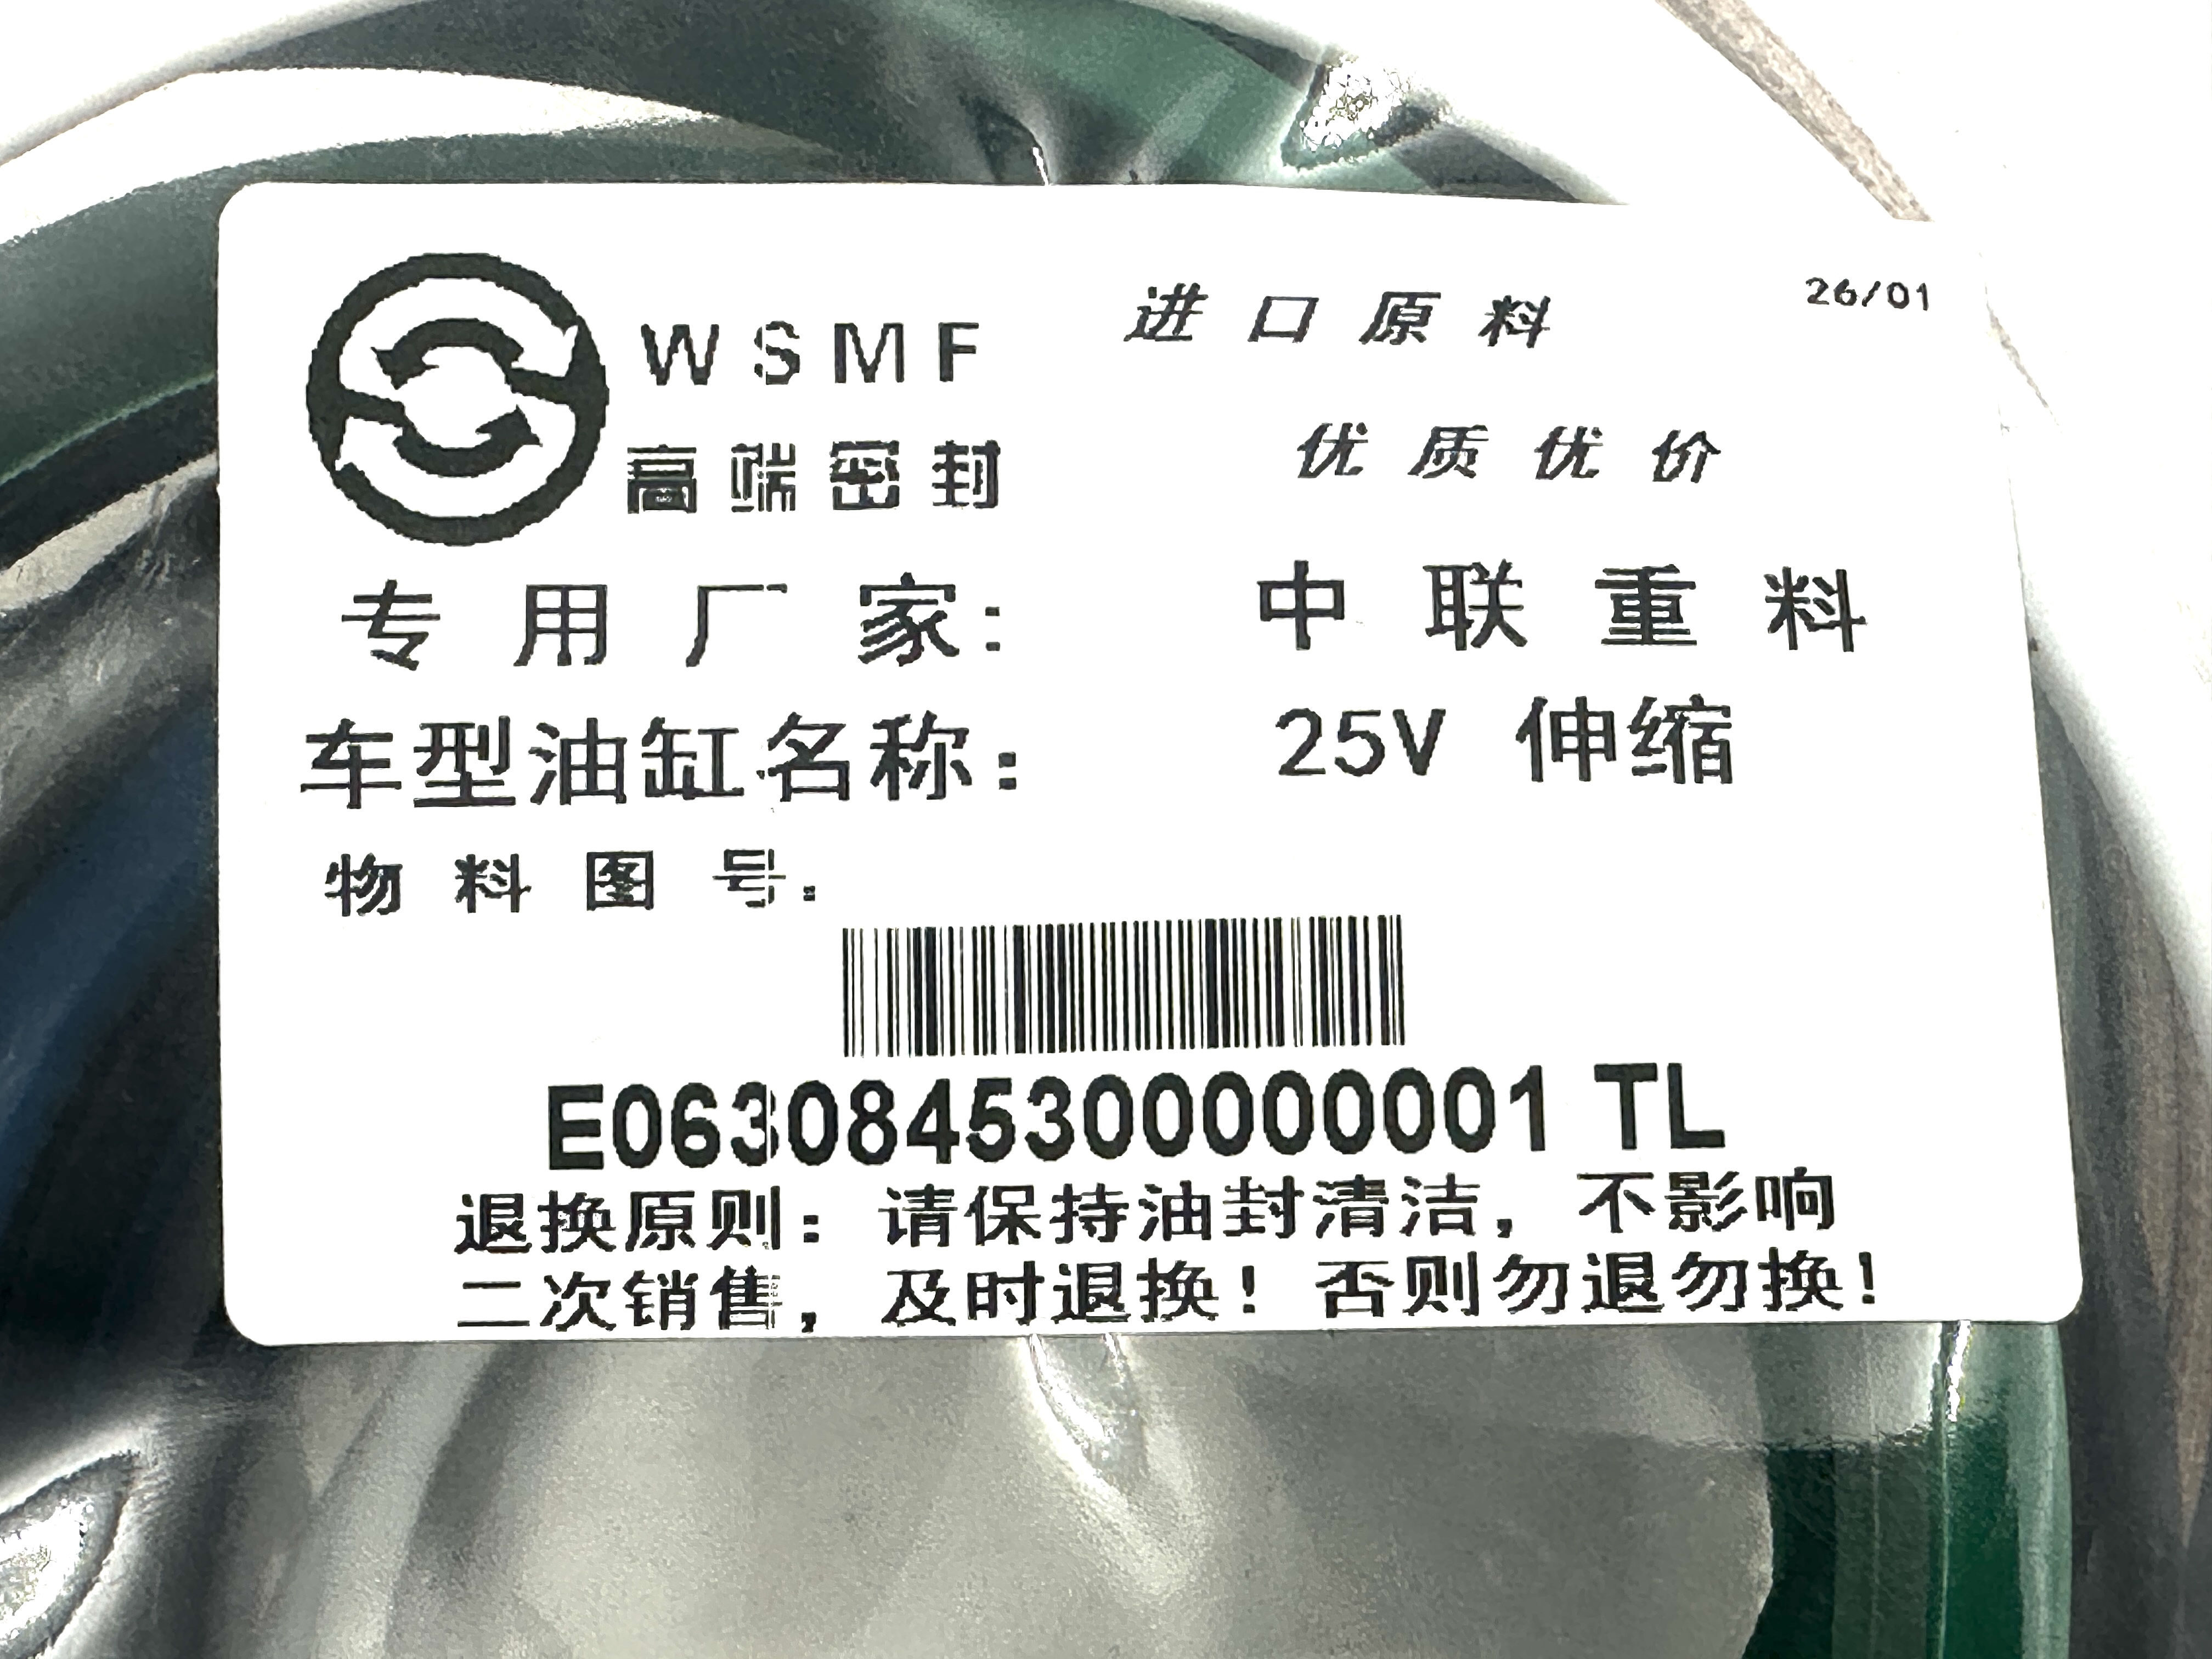 26/01
WSMF
进口原料
高端密封
优质优价
专用厂家: 中联重料
车型油缸名称: 25V 伸缩
物料图号:
E0630845300000001 TL
退换原则：请保持油封清洁，不影响
二次销售，及时退换！否则勿退勿换！